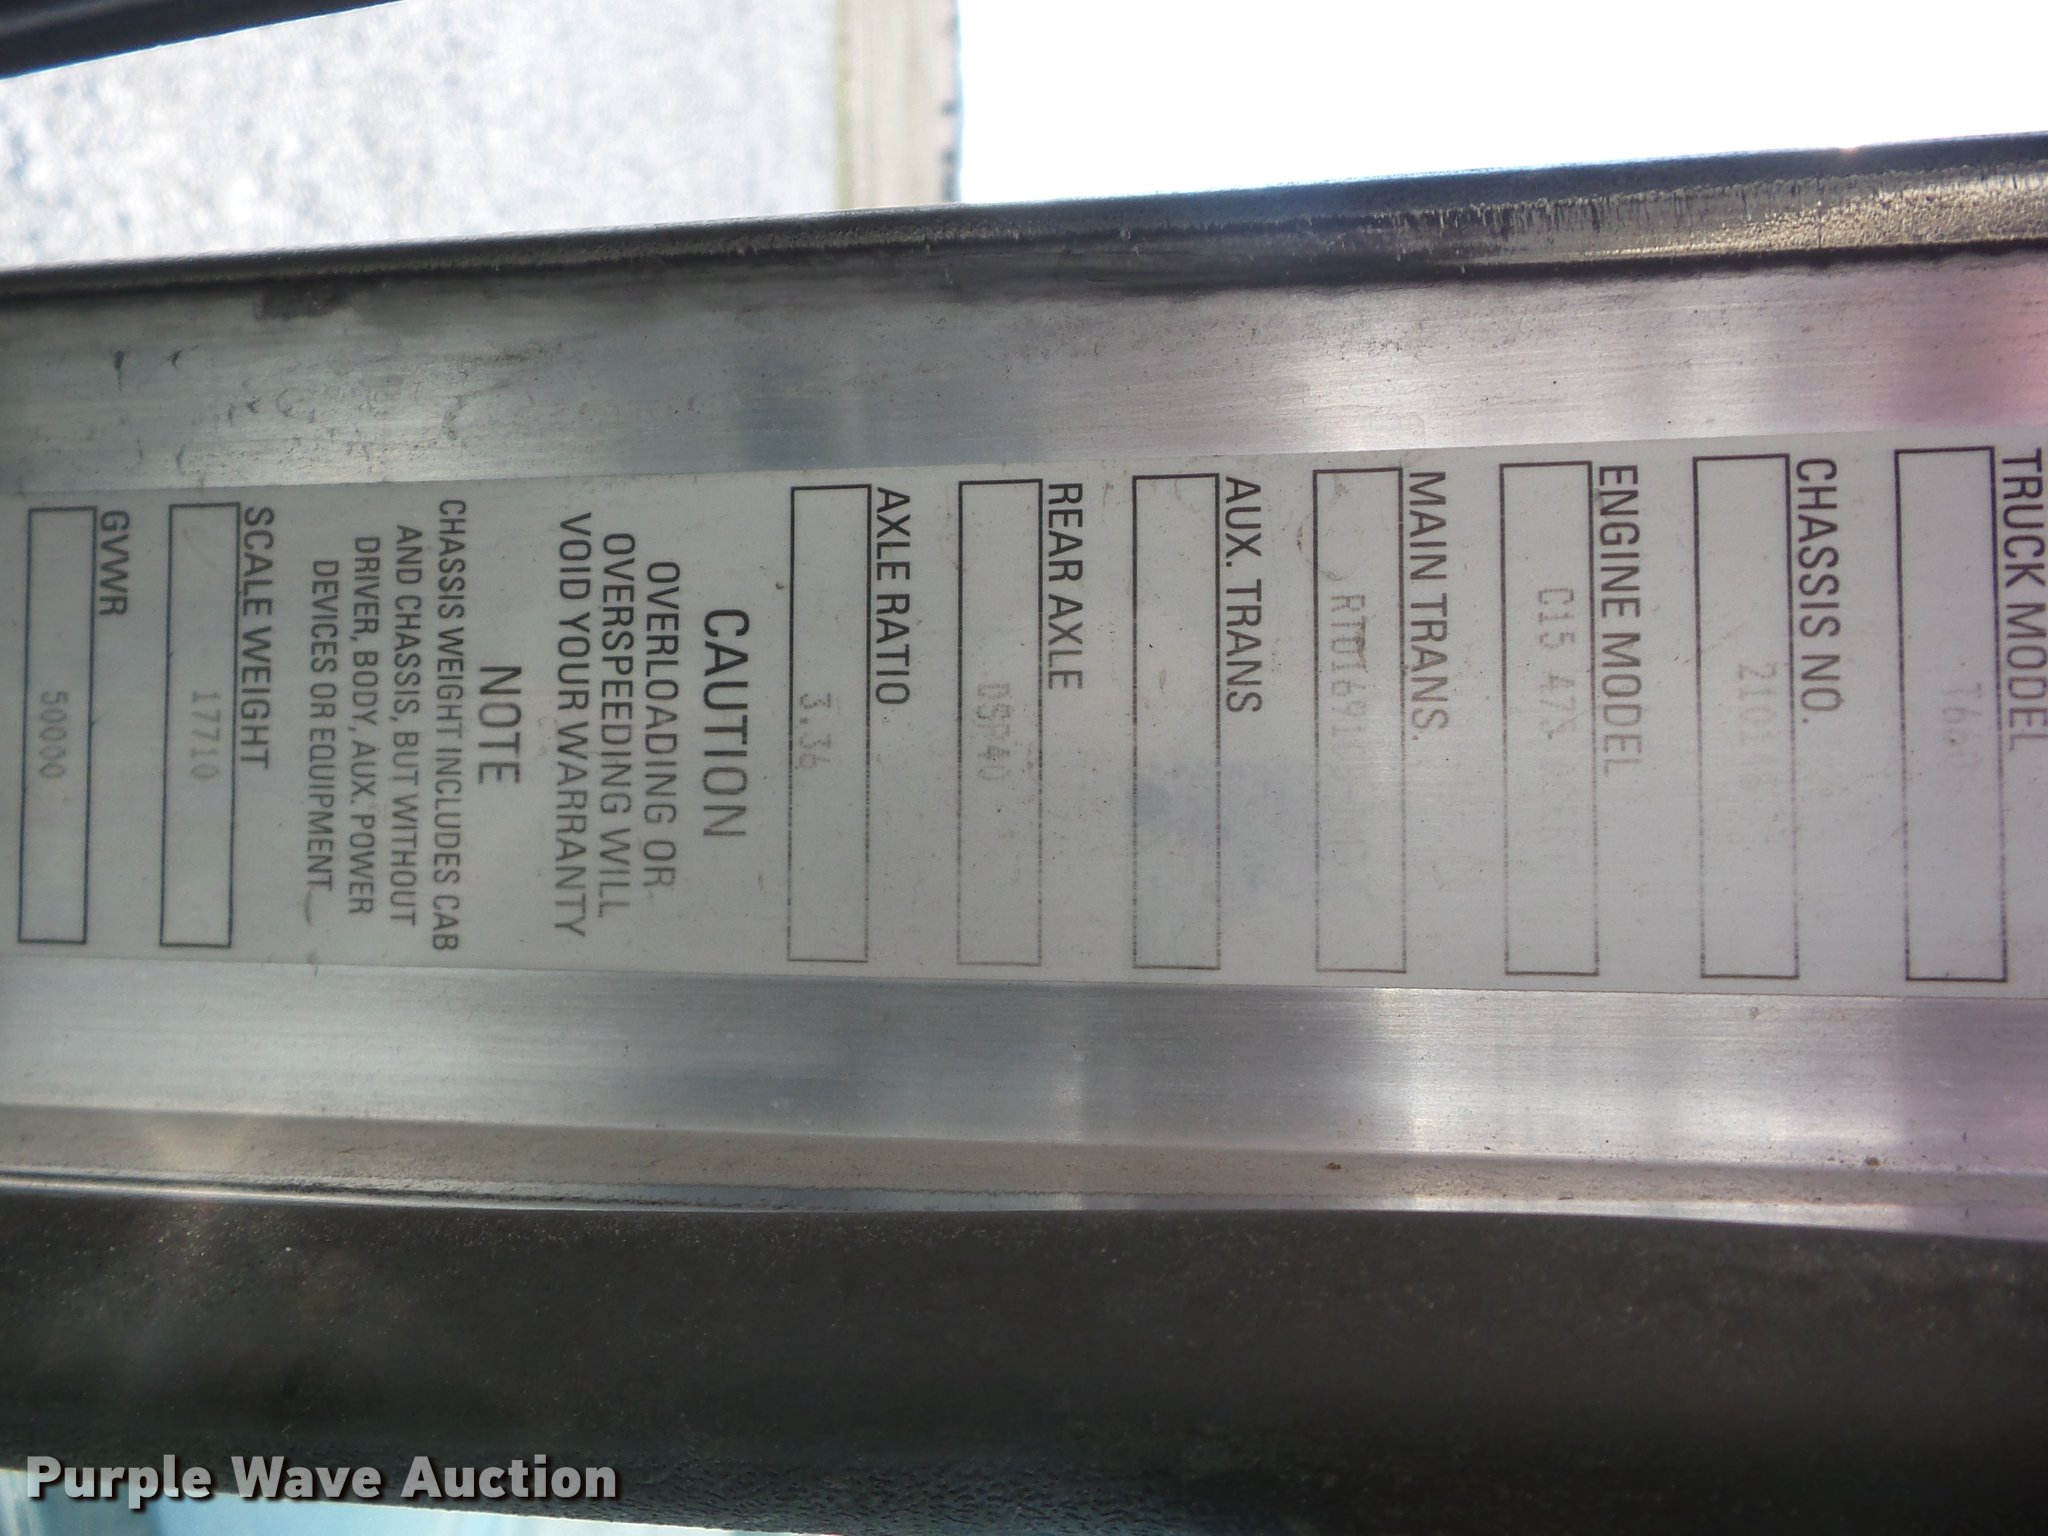 TRUCK MODEL
T660
CHASSIS NO.
ENGINE MODEL
C15 475
MAIN TRANS.
AUX. TRANS
REAR AXLE
DSP40
AXLE RATIO
3.36
CAUTION
OVERLOADING OR
OVERSPEEDING WILL
VOID YOUR WARRANTY
NOTE
CHASSIS WEIGHT INCLUDES CAB
AND CHASSIS, BUT WITHOUT
DRIVER, BODY, AUX. POWER
DEVICES OR EQUIPMENT
SCALE WEIGHT
17710
GVWR
50000
Purple Wave Auction